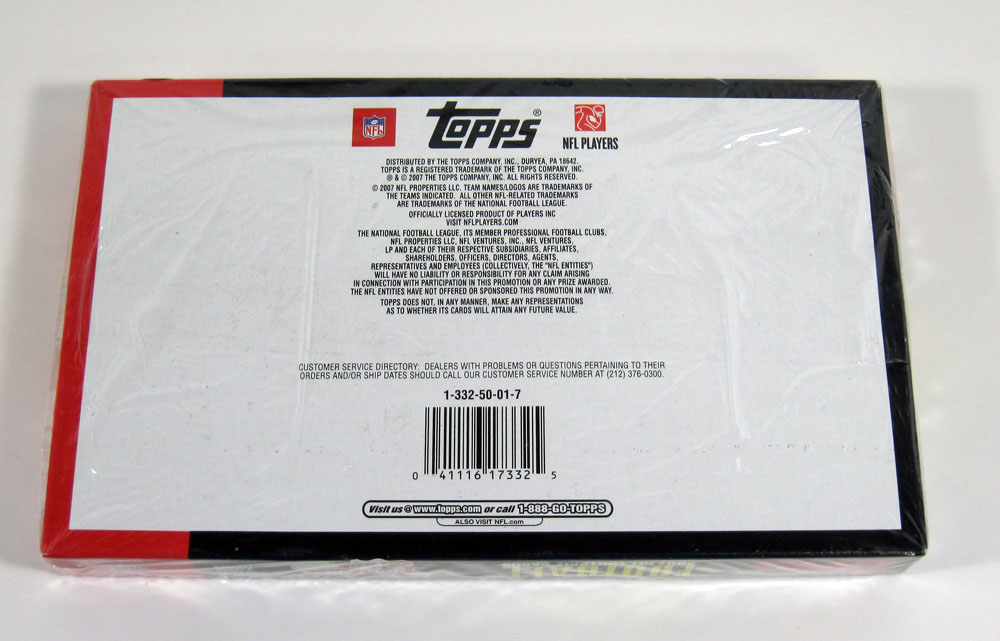 NFL
TOPPS®
NFL PLAYERS
DISTRIBUTED BY THE TOPPS COMPANY, INC., DURYEA, PA 18642.
TOPPS IS A REGISTERED TRADEMARK OF THE TOPPS COMPANY, INC.
® & © 2007 THE TOPPS COMPANY, INC. ALL RIGHTS RESERVED.
© 2007 NFL PROPERTIES LLC. TEAM NAMES/LOGOS ARE TRADEMARKS OF
THE TEAMS INDICATED. ALL OTHER NFL-RELATED TRADEMARKS
ARE TRADEMARKS OF THE NATIONAL FOOTBALL LEAGUE.
OFFICIALLY LICENSED PRODUCT OF PLAYERS INC
VISIT NFLPLAYERS.COM
THE NATIONAL FOOTBALL LEAGUE, ITS MEMBER PROFESSIONAL FOOTBALL CLUBS,
NFL PROPERTIES LLC, NFL VENTURES, INC., NFL VENTURES,
LP AND EACH OF THEIR RESPECTIVE SUBSIDIARIES, AFFILIATES,
SHAREHOLDERS, OFFICERS, DIRECTORS, AGENTS,
REPRESENTATIVES AND EMPLOYEES (COLLECTIVELY, THE "NFL ENTITIES")
WILL HAVE NO LIABILITY OR RESPONSIBILITY FOR ANY CLAIM ARISING
IN CONNECTION WITH PARTICIPATION IN THIS PROMOTION OR ANY PRIZE AWARDED.
THE NFL ENTITIES HAVE NOT OFFERED OR SPONSORED THIS PROMOTION IN ANY WAY.
TOPPS DOES NOT, IN ANY MANNER, MAKE ANY REPRESENTATIONS
AS TO WHETHER ITS CARDS WILL ATTAIN ANY FUTURE VALUE.
CUSTOMER SERVICE DIRECTORY: DEALERS WITH PROBLEMS OR QUESTIONS PERTAINING TO THEIR
ORDERS AND/OR SHIP DATES SHOULD CALL OUR CUSTOMER SERVICE NUMBER AT (212) 376-0300.
1-332-50-01-7
0 41116 17332 5
Visit us @ www.topps.com or call 1-888-GO-TOPPS
ALSO VISIT NFL.com
FOOTBALL